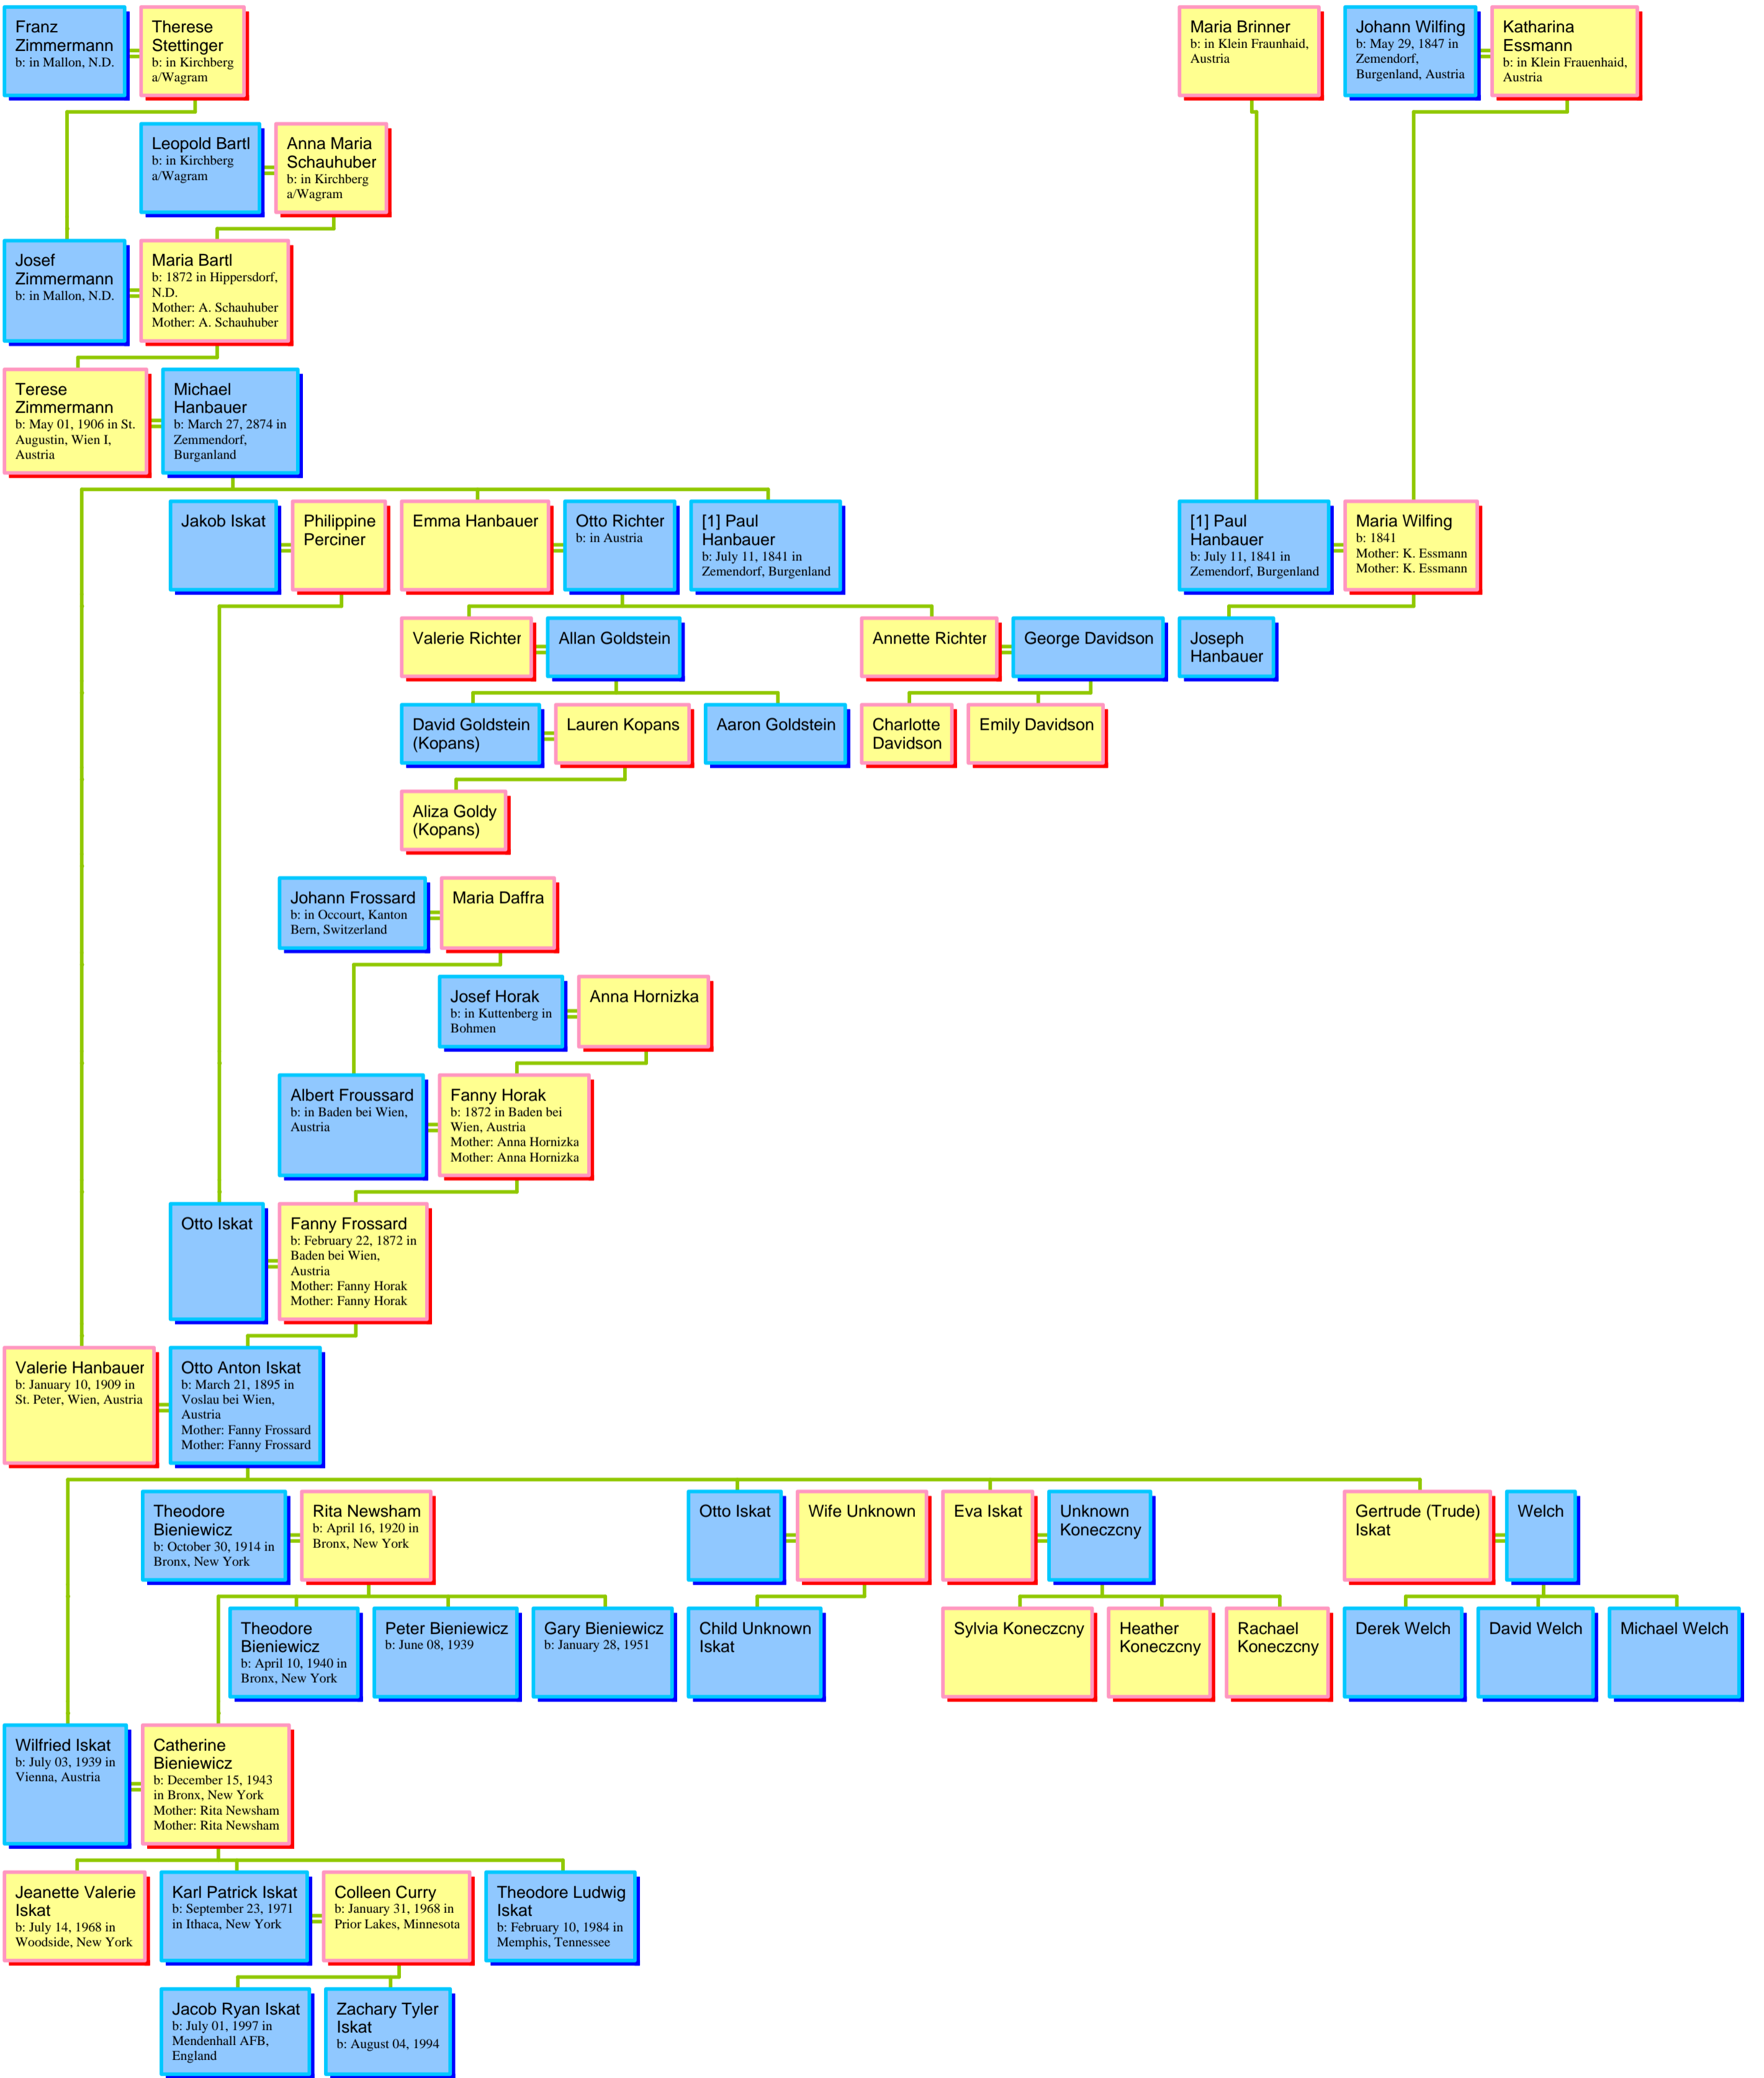 Franz
Zimmermann
b: in Mallon, N.D.
Therese
Stettinger
b: in Kirchberg
a/Wagram
Maria Brinner
b: in Klein Fraunhaid,
Austria
Johann Wilfing
b: May 29, 1847 in
Zemendorf,
Burgenland, Austria
Katharina
Essmann
b: in Klein Frauenhaid,
Austria
Leopold Bartl
b: in Kirchberg
a/Wagram
Anna Maria
Schauhuber
b: in Kirchberg
a/Wagram
Josef
Zimmermann
b: in Mallon, N.D.
Maria Bartl
b: 1872 in Hippersdorf,
N.D.
Mother: A. Schauhuber
Mother: A. Schauhuber
Terese
Zimmermann
b: May 01, 1906 in St.
Augustin, Wien I,
Austria
Michael
Hanbauer
b: March 27, 2874 in
Zemmendorf,
Burganland
Jakob Iskat
Philippine
Perciner
Emma Hanbauer
Otto Richter
b: in Austria
[1] Paul
Hanbauer
b: July 11, 1841 in
Zemendorf, Burgenland
[1] Paul
Hanbauer
b: July 11, 1841 in
Zemendorf, Burgenland
Maria Wilfing
b: 1841
Mother: K. Essmann
Mother: K. Essmann
Valerie Richter
Allan Goldstein
Annette Richter
George Davidson
Joseph
Hanbauer
David Goldstein
(Kopans)
Lauren Kopans
Aaron Goldstein
Charlotte
Davidson
Emily Davidson
Aliza Goldy
(Kopans)
Johann Frossard
b: in Occourt, Kanton
Bern, Switzerland
Maria Daffra
Josef Horak
b: in Kuttenberg in
Bohmen
Anna Hornizka
Albert Froussard
b: in Baden bei Wien,
Austria
Fanny Horak
b: 1872 in Baden bei
Wien, Austria
Mother: Anna Hornizka
Mother: Anna Hornizka
Otto Iskat
Fanny Frossard
b: February 22, 1872 in
Baden bei Wien,
Austria
Mother: Fanny Horak
Mother: Fanny Horak
Valerie Hanbauer
b: January 10, 1909 in
St. Peter, Wien, Austria
Otto Anton Iskat
b: March 21, 1895 in
Voslau bei Wien,
Austria
Mother: Fanny Frossard
Mother: Fanny Frossard
Theodore
Bieniewicz
b: October 30, 1914 in
Bronx, New York
Rita Newsham
b: April 16, 1920 in
Bronx, New York
Otto Iskat
Wife Unknown
Eva Iskat
Unknown
Koneczcny
Gertrude (Trude)
Iskat
Welch
Theodore
Bieniewicz
b: April 10, 1940 in
Bronx, New York
Peter Bieniewicz
b: June 08, 1939
Gary Bieniewicz
b: January 28, 1951
Child Unknown
Iskat
Sylvia Koneczcny
Heather
Koneczcny
Rachael
Koneczcny
Derek Welch
David Welch
Michael Welch
Wilfried Iskat
b: July 03, 1939 in
Vienna, Austria
Catherine
Bieniewicz
b: December 15, 1943
in Bronx, New York
Mother: Rita Newsham
Mother: Rita Newsham
Jeanette Valerie
Iskat
b: July 14, 1968 in
Woodside, New York
Karl Patrick Iskat
b: September 23, 1971
in Ithaca, New York
Colleen Curry
b: January 31, 1968 in
Prior Lakes, Minnesota
Theodore Ludwig
Iskat
b: February 10, 1984 in
Memphis, Tennessee
Jacob Ryan Iskat
b: July 01, 1997 in
Mendenhall AFB,
England
Zachary Tyler
Iskat
b: August 04, 1994